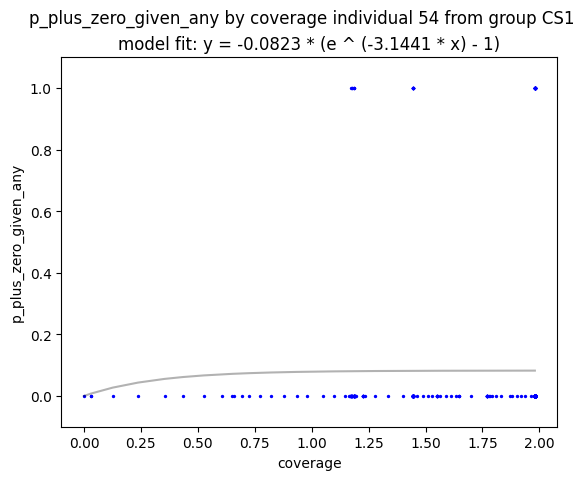 p_plus_zero_given_any by coverage individual 54 from group CS1
model fit: y = -0.0823 * (e ^ (-3.1441 * x) - 1)
1.0
0.8
0.6
0.4
0.2
0.0
p_plus_zero_given_any
0.00 0.25 0.50 0.75 1.00 1.25 1.50 1.75 2.00
coverage